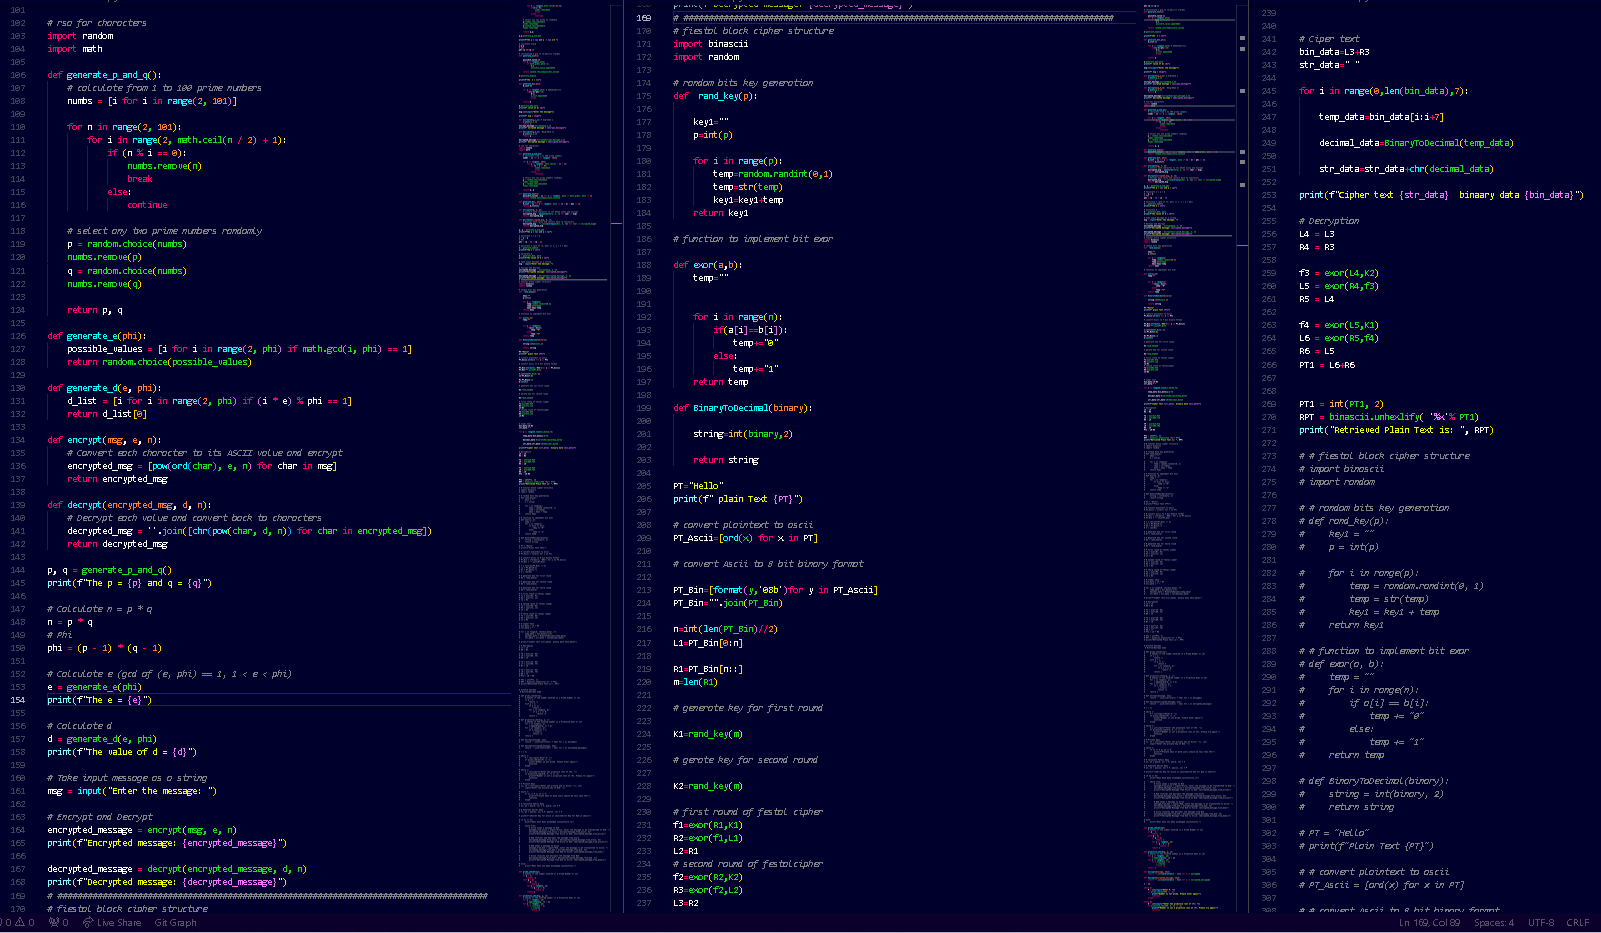 101
102 # rsa for characters
103 import random
104 import math
105
106 def generate_p_and_q():
107 # calculate from 1 to 100 prime numbers
108 numbs = [i for i in range(2, 101)]
109
110 for n in range(2, 101):
111 for i in range(2, math.ceil(n / 2) + 1):
112 if (n % i == 0):
113 numbs.remove(n)
114 break
115 else:
116 continue
117
118 # select any two prime numbers randomly
119 p = random.choice(numbs)
120 numbs.remove(p)
121 q = random.choice(numbs)
122 numbs.remove(q)
123
124 return p, q
125
126 def generate_e(phi):
127 possible_values = [i for i in range(2, phi) if math.gcd(i, phi) == 1]
128 return random.choice(possible_values)
129
130 def generate_d(e, phi):
131 d_list = [i for i in range(2, phi) if (i * e) % phi == 1]
132 return d_list[0]
133
134 def encrypt(msg, e, n):
135 # Convert each character to its ASCII value and encrypt
136 encrypted_msg = [pow(ord(char), e, n) for char in msg]
137 return encrypted_msg
138
139 def decrypt(encrypted_msg, d, n):
140 # Decrypt each value and convert back to characters
141 decrypted_msg = ''.join([chr(pow(char, d, n)) for char in encrypted_msg])
142 return decrypted_msg
143
144 p, q = generate_p_and_q()
145 print(f"The p = {p} and q = {q}")
146
147 # Calculate n = p * q
148 n = p * q
149 # Phi
150 phi = (p - 1) * (q - 1)
151
152 # Calculate e (gcd of (e, phi) == 1, 1 < e < phi)
153 e = generate_e(phi)
154 print(f"The e = {e}")
155
156 # Calculate d
157 d = generate_d(e, phi)
158 print(f"The value of d = {d}")
159
160 # Take input message as a string
161 msg = input("Enter the message: ")
162
163 # Encrypt and Decrypt
164 encrypted_message = encrypt(msg, e, n)
165 print(f"Encrypted message: {encrypted_message}")
166
167 decrypted_message = decrypt(encrypted_message, d, n)
168 print(f"Decrypted message: {decrypted_message}")
169 # ######################################################################################
170 # fiestal block cipher structure
168 print(f"Decrypted message: {decrypted_message}")
169 # ######################################################################################
170 # fiestal block cipher structure
171 import binascii
172 import random
173
174 # random bits key generation
175 def rand_key(p):
176
177 key1=""
178 p=int(p)
179
180 for i in range(p):
181 temp=random.randint(0,1)
182 temp=str(temp)
183 key1=key1+temp
184 return key1
185
186 # function to implement bit exor
187
188 def exor(a,b):
189 temp=""
190
191
192 for i in range(n):
193 if(a[i]==b[i]):
194 temp+="0"
195 else:
196 temp+="1"
197 return temp
198
199 def BinaryToDecimal(binary):
200
201 string=int(binary,2)
202
203 return string
204
205 PT="Hello"
206 print(f" plain Text {PT}")
207
208 # convert plaintext to ascii
209 PT_Ascii=[ord(x) for x in PT]
210
211 # convert Ascii to 8 bit binary format
212
213 PT_Bin=[format(y,'08b')for y in PT_Ascii]
214 PT_Bin="".join(PT_Bin)
215
216 n=int(len(PT_Bin)//2)
217 L1=PT_Bin[0:n]
218
219 R1=PT_Bin[n::]
220 m=len(R1)
221
222 # generate key for first round
223
224 K1=rand_key(m)
225
226 # gerate key for second round
227
228 K2=rand_key(m)
229
230 # first round of festal cipher
231 f1=exor(R1,K1)
232 R2=exor(f1,L1)
233 L2=R1
234 # second round of festalcipher
235 f2=exor(R2,K2)
236 R3=exor(f2,L2)
237 L3=R2
239
240
241 # Ciper text
242 bin_data=L3+R3
243 str_data=" "
244
245 for i in range(0,len(bin_data),7):
246
247 temp_data=bin_data[i:i+7]
248
249 decimal_data=BinaryToDecimal(temp_data)
250
251 str_data=str_data+chr(decimal_data)
252
253 print(f"Cipher text {str_data} binaary data {bin_data}")
254
255 # Decryption
256 L4 = L3
257 R4 = R3
258
259 f3 = exor(L4,K2)
260 L5 = exor(R4,f3)
261 R5 = L4
262
263 f4 = exor(L5,K1)
264 L6 = exor(R5,f4)
265 R6 = L5
266 PT1 = L6+R6
267
268
269 PT1 = int(PT1, 2)
270 RPT = binascii.unhexlify( '%x'% PT1)
271 print("Retrieved Plain Text is: ", RPT)
272
273 # # fiestal block cipher structure
274 # import binascii
275 # import random
276
277 # # random bits key generation
278 # def rand_key(p):
279 # key1 = ""
280 # p = int(p)
281
282 # for i in range(p):
283 # temp = random.randint(0, 1)
284 # temp = str(temp)
285 # key1 = key1 + temp
286 # return key1
287
288 # # function to implement bit exor
289 # def exor(a, b):
290 # temp = ""
291 # for i in range(n):
292 # if a[i] == b[i]:
293 # temp += "0"
294 # else:
295 # temp += "1"
296 # return temp
297
298 # def BinaryToDecimal(binary):
299 # string = int(binary, 2)
300 # return string
301
302 # PT = "Hello"
303 # print(f"Plain Text {PT}")
304
305 # # convert plaintext to ascii
306 # PT_Ascii = [ord(x) for x in PT]
307
308 # # convert Ascii to 8 bit binary format
0 0 0 Live Share Git Graph
Ln 169, Col 89 Spaces: 4 UTF-8 CRLF